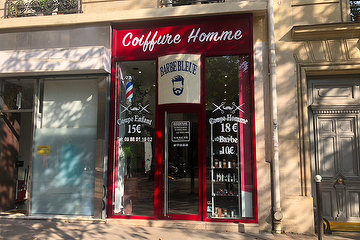 Coiffure Homme
BARBE BLEUE
Coupe Enfant
15€
Coupe Homme
18€
Barbe
10€